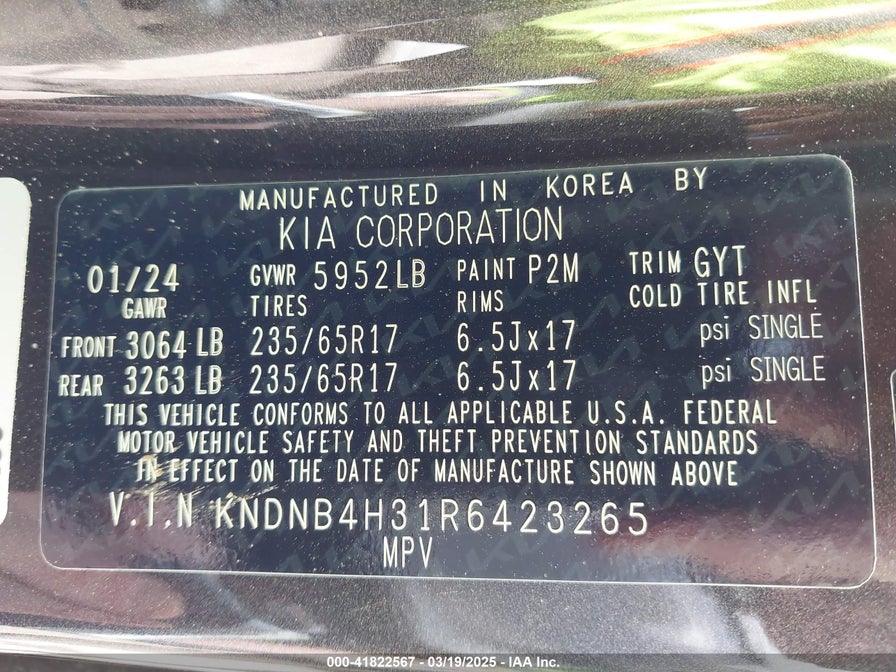 MANUFACTURED IN KOREA BY
KIA CORPORATION
01/24 GVWR 5952LB PAINT P2M TRIM GYT
GAWR TIRES RIMS COLD TIRE INFL
FRONT 3064 LB 235/65R17 6.5Jx17 psi SINGLE
REAR 3263 LB 235/65R17 6.5Jx17 psi SINGLE
THIS VEHICLE CONFORMS TO ALL APPLICABLE U.S.A. FEDERAL
MOTOR VEHICLE SAFETY AND THEFT PREVENTION STANDARDS
IN EFFECT ON THE DATE OF MANUFACTURE SHOWN ABOVE
V.I.N KNDNB4H31R6423265
MPV
000-41822567 - 03/19/2025 - IAA Inc.